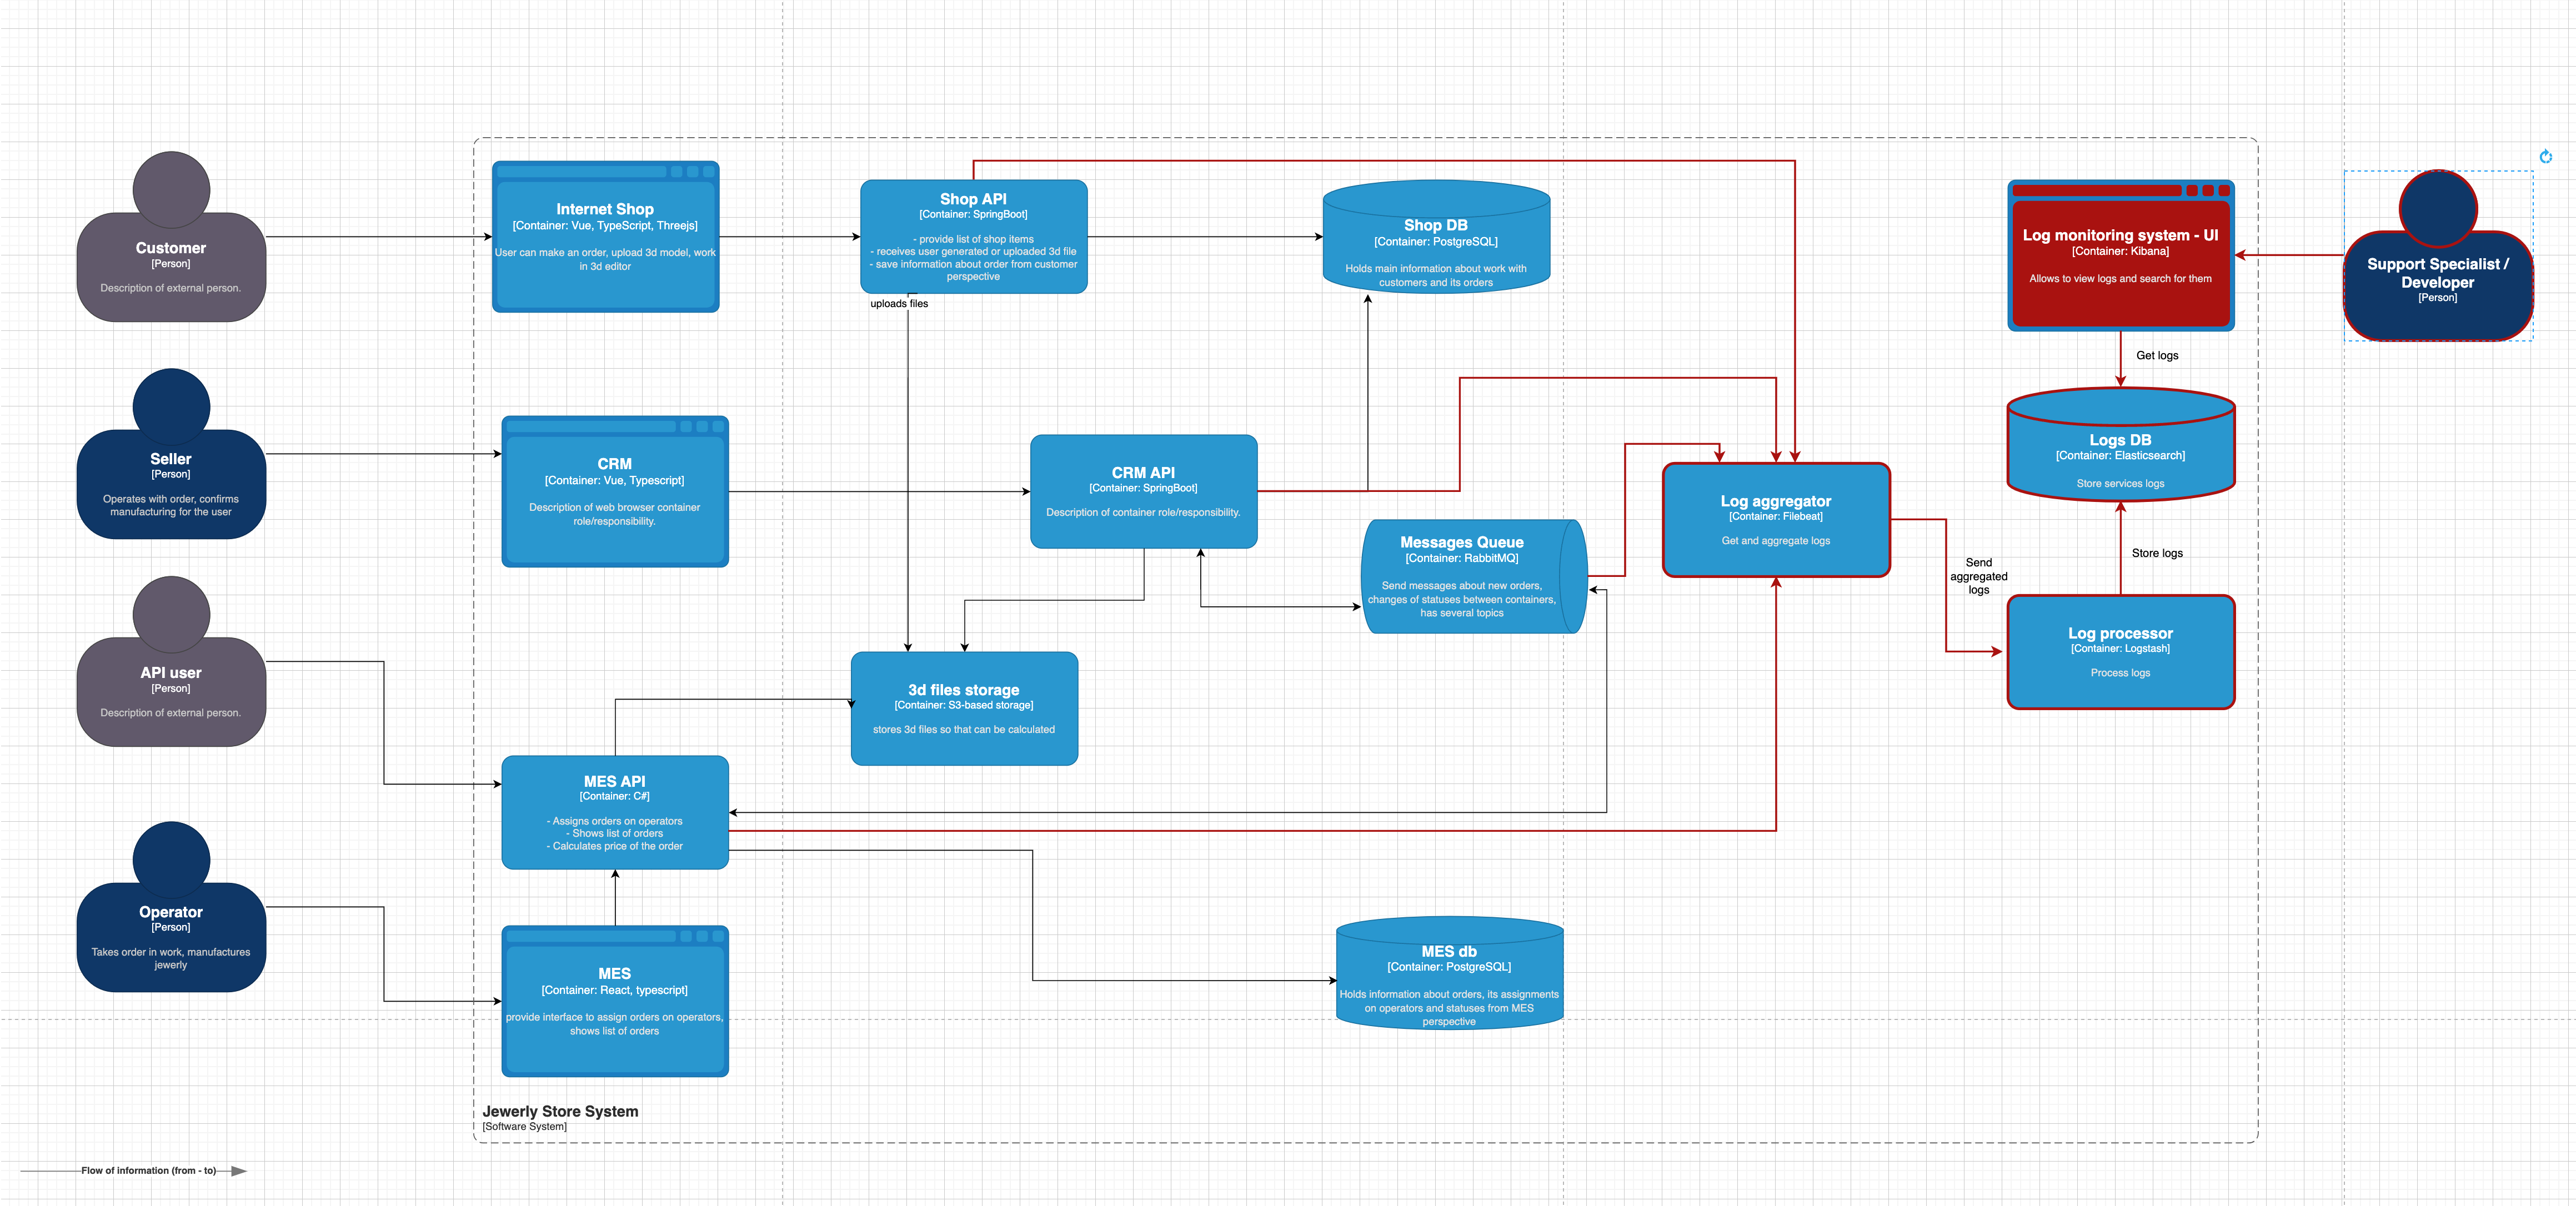 Customer
[Person]
Description of external person.
Internet Shop
[Container: Vue, TypeScript, Threejs]
User can make an order, upload 3d model, work
in 3d editor
Shop API
[Container: SpringBoot]
- provide list of shop items
- receives user generated or uploaded 3d file
- save information about order from customer
perspective
uploads files
Shop DB
[Container: PostgreSQL]
Holds main information about work with
customers and its orders
Log monitoring system - UI
[Container: Kibana]
Allows to view logs and search for them
Support Specialist /
Developer
[Person]
Get logs
Seller
[Person]
Operates with order, confirms
manufacturing for the user
CRM
[Container: Vue, Typescript]
Description of web browser container
role/responsibility.
CRM API
[Container: SpringBoot]
Description of container role/responsibility.
Messages Queue
[Container: RabbitMQ]
Send messages about new orders,
changes of statuses between containers,
has several topics
Log aggregator
[Container: Filebeat]
Get and aggregate logs
Logs DB
[Container: Elasticsearch]
Store services logs
Store logs
Send
aggregated
logs
Log processor
[Container: Logstash]
Process logs
API user
[Person]
Description of external person.
3d files storage
[Container: S3-based storage]
stores 3d files so that can be calculated
MES API
[Container: C#]
- Assigns orders on operators
- Shows list of orders
- Calculates price of the order
Operator
[Person]
Takes order in work, manufactures
jewerly
MES
[Container: React, typescript]
provide interface to assign orders on operators,
shows list of orders
MES db
[Container: PostgreSQL]
Holds information about orders, its assignments
on operators and statuses from MES
perspective
Jewerly Store System
[Software System]
Flow of information (from - to)